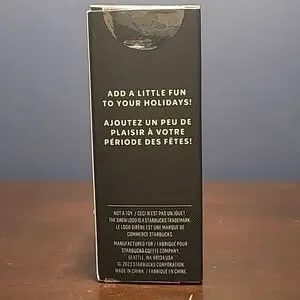 ADD A LITTLE FUN
TO YOUR HOLIDAYS!
AJOUTEZ UN PEU DE
PLAISIR À VOTRE
PÉRIODE DES FÊTES!
NOT A TOY / CECI N'EST PAS UN JOUET
THE SIREN LOGO IS A STARBUCKS TRADEMARK.
LE LOGO SIRÈNE EST UNE MARQUE DE
COMMERCE STARBUCKS.
MANUFACTURED FOR / FABRIQUÉ POUR
STARBUCKS COFFEE COMPANY
SEATTLE, WA 98134 USA
© 2023 STARBUCKS CORPORATION.
MADE IN CHINA / FABRIQUÉ EN CHINE